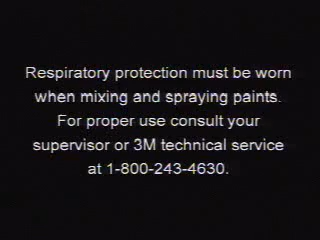 Respiratory protection must be worn
when mixing and spraying paints.
For proper use consult your
supervisor or 3M technical service
at 1-800-243-4630.